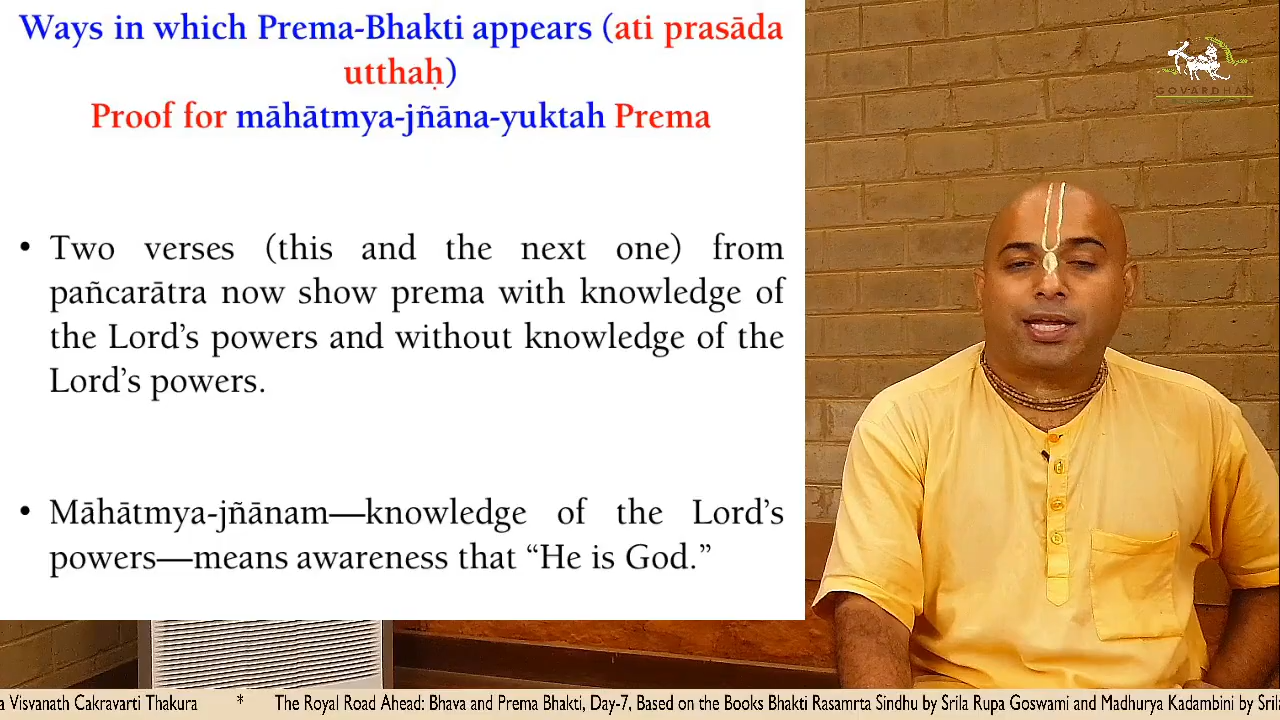 Ways in which Prema-Bhakti appears (ati prasāda
utthaḥ)
Proof for māhātmya-jñāna-yuktah Prema
• Two verses (this and the next one) from
pañcarātra now show prema with knowledge of
the Lord’s powers and without knowledge of the
Lord’s powers.
• Māhātmya-jñānam—knowledge of the Lord’s
powers—means awareness that “He is God.”
GOVARDHAN
a Visvanath Cakravarti Thakura * The Royal Road Ahead: Bhava and Prema Bhakti, Day-7, Based on the Books Bhakti Rasamrta Sindhu by Srila Rupa Goswami and Madhurya Kadambini by Sril